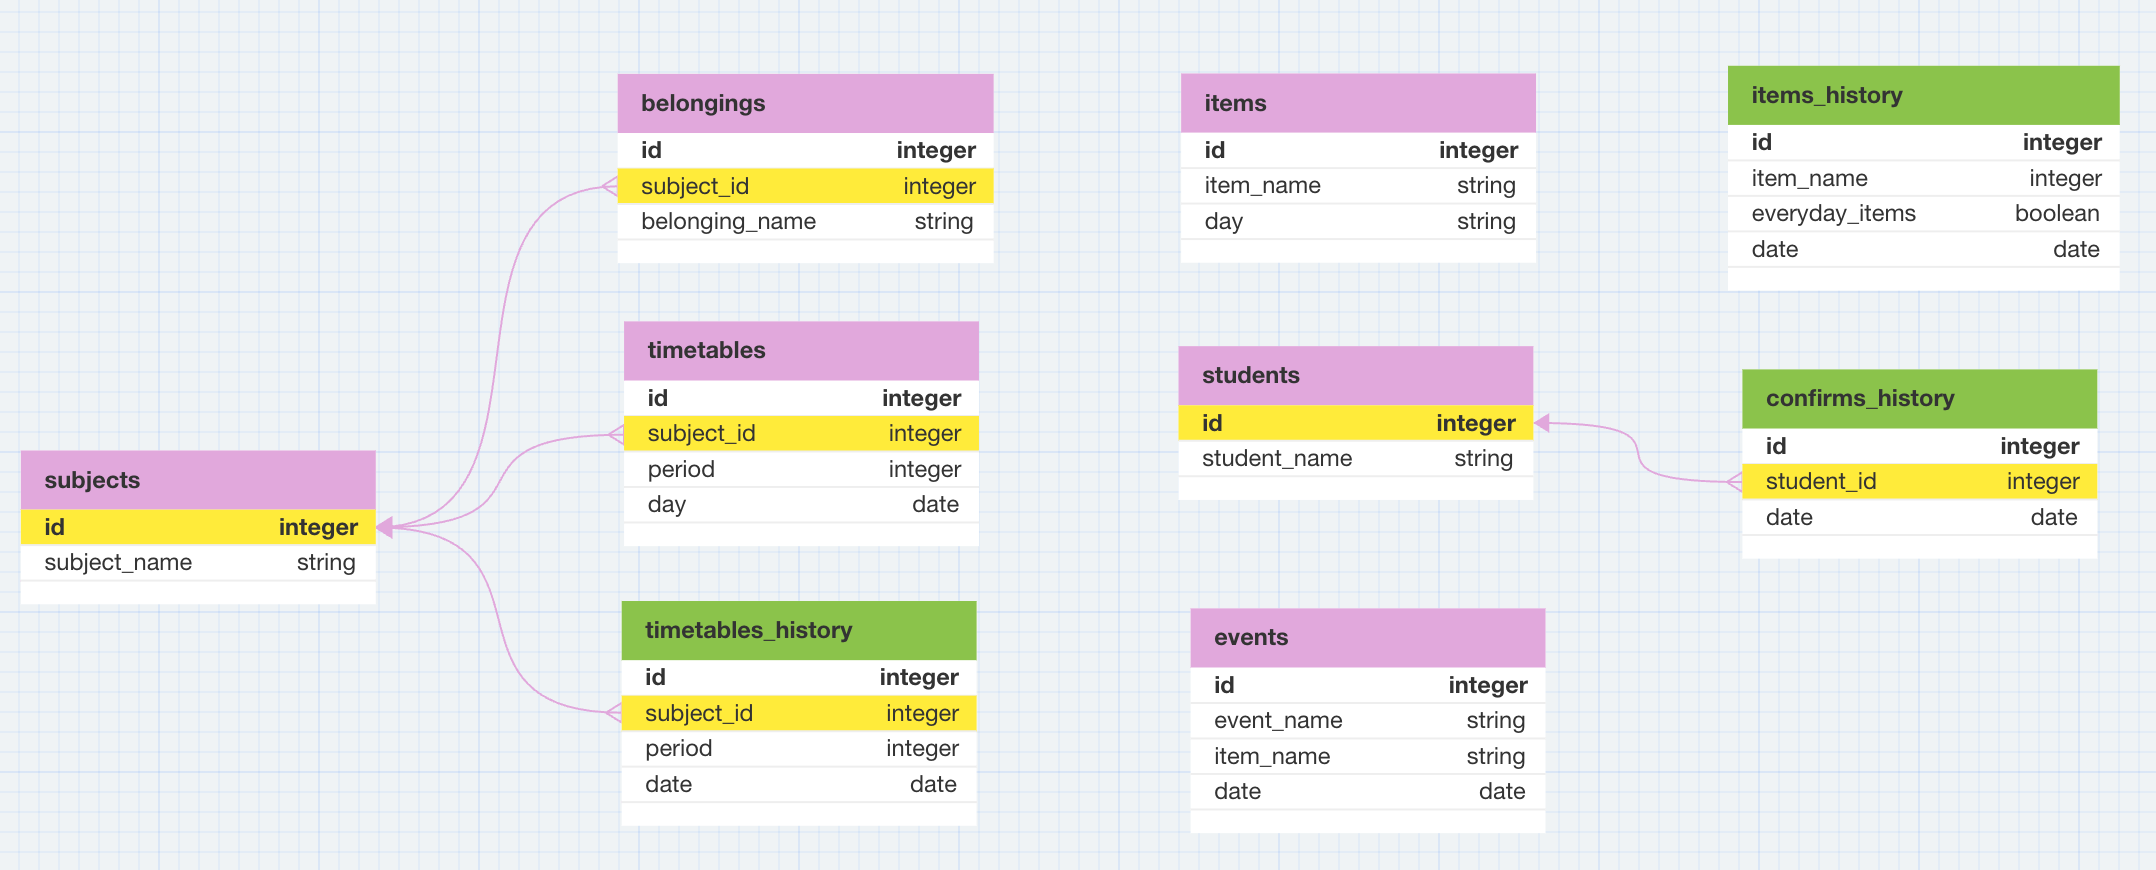 subjects
id integer
subject_name string
belongings
id integer
subject_id integer
belonging_name string
timetables
id integer
subject_id integer
period integer
day date
timetables_history
id integer
subject_id integer
period integer
date date
items
id integer
item_name string
day string
students
id integer
student_name string
events
id integer
event_name string
item_name string
date date
items_history
id integer
item_name integer
everyday_items boolean
date date
confirms_history
id integer
student_id integer
date date